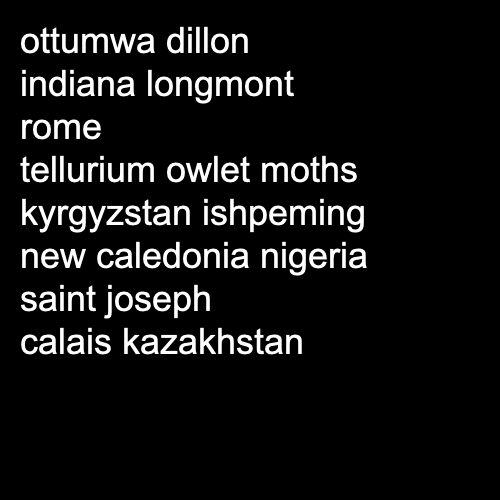 ottumwa dillon
indiana longmont
rome
tellurium owlet moths
kyrgyzstan ishpeming
new caledonia nigeria
saint joseph
calais kazakhstan